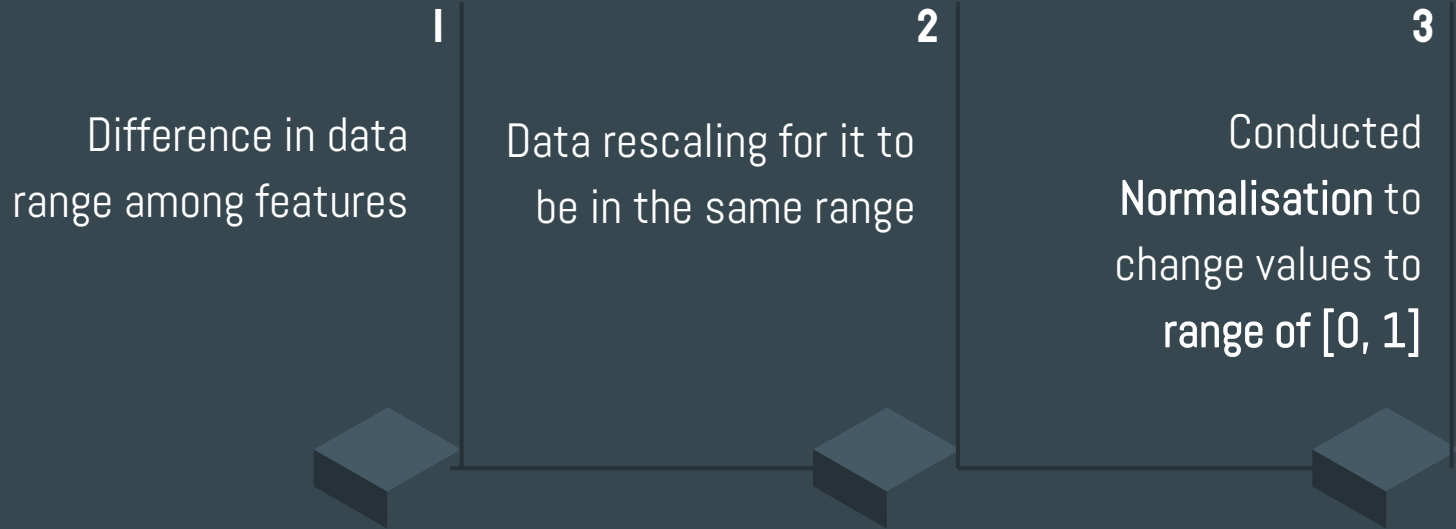 1
Difference in data
range among features
2
Data rescaling for it to
be in the same range
3
Conducted
Normalisation to
change values to
range of [0, 1]